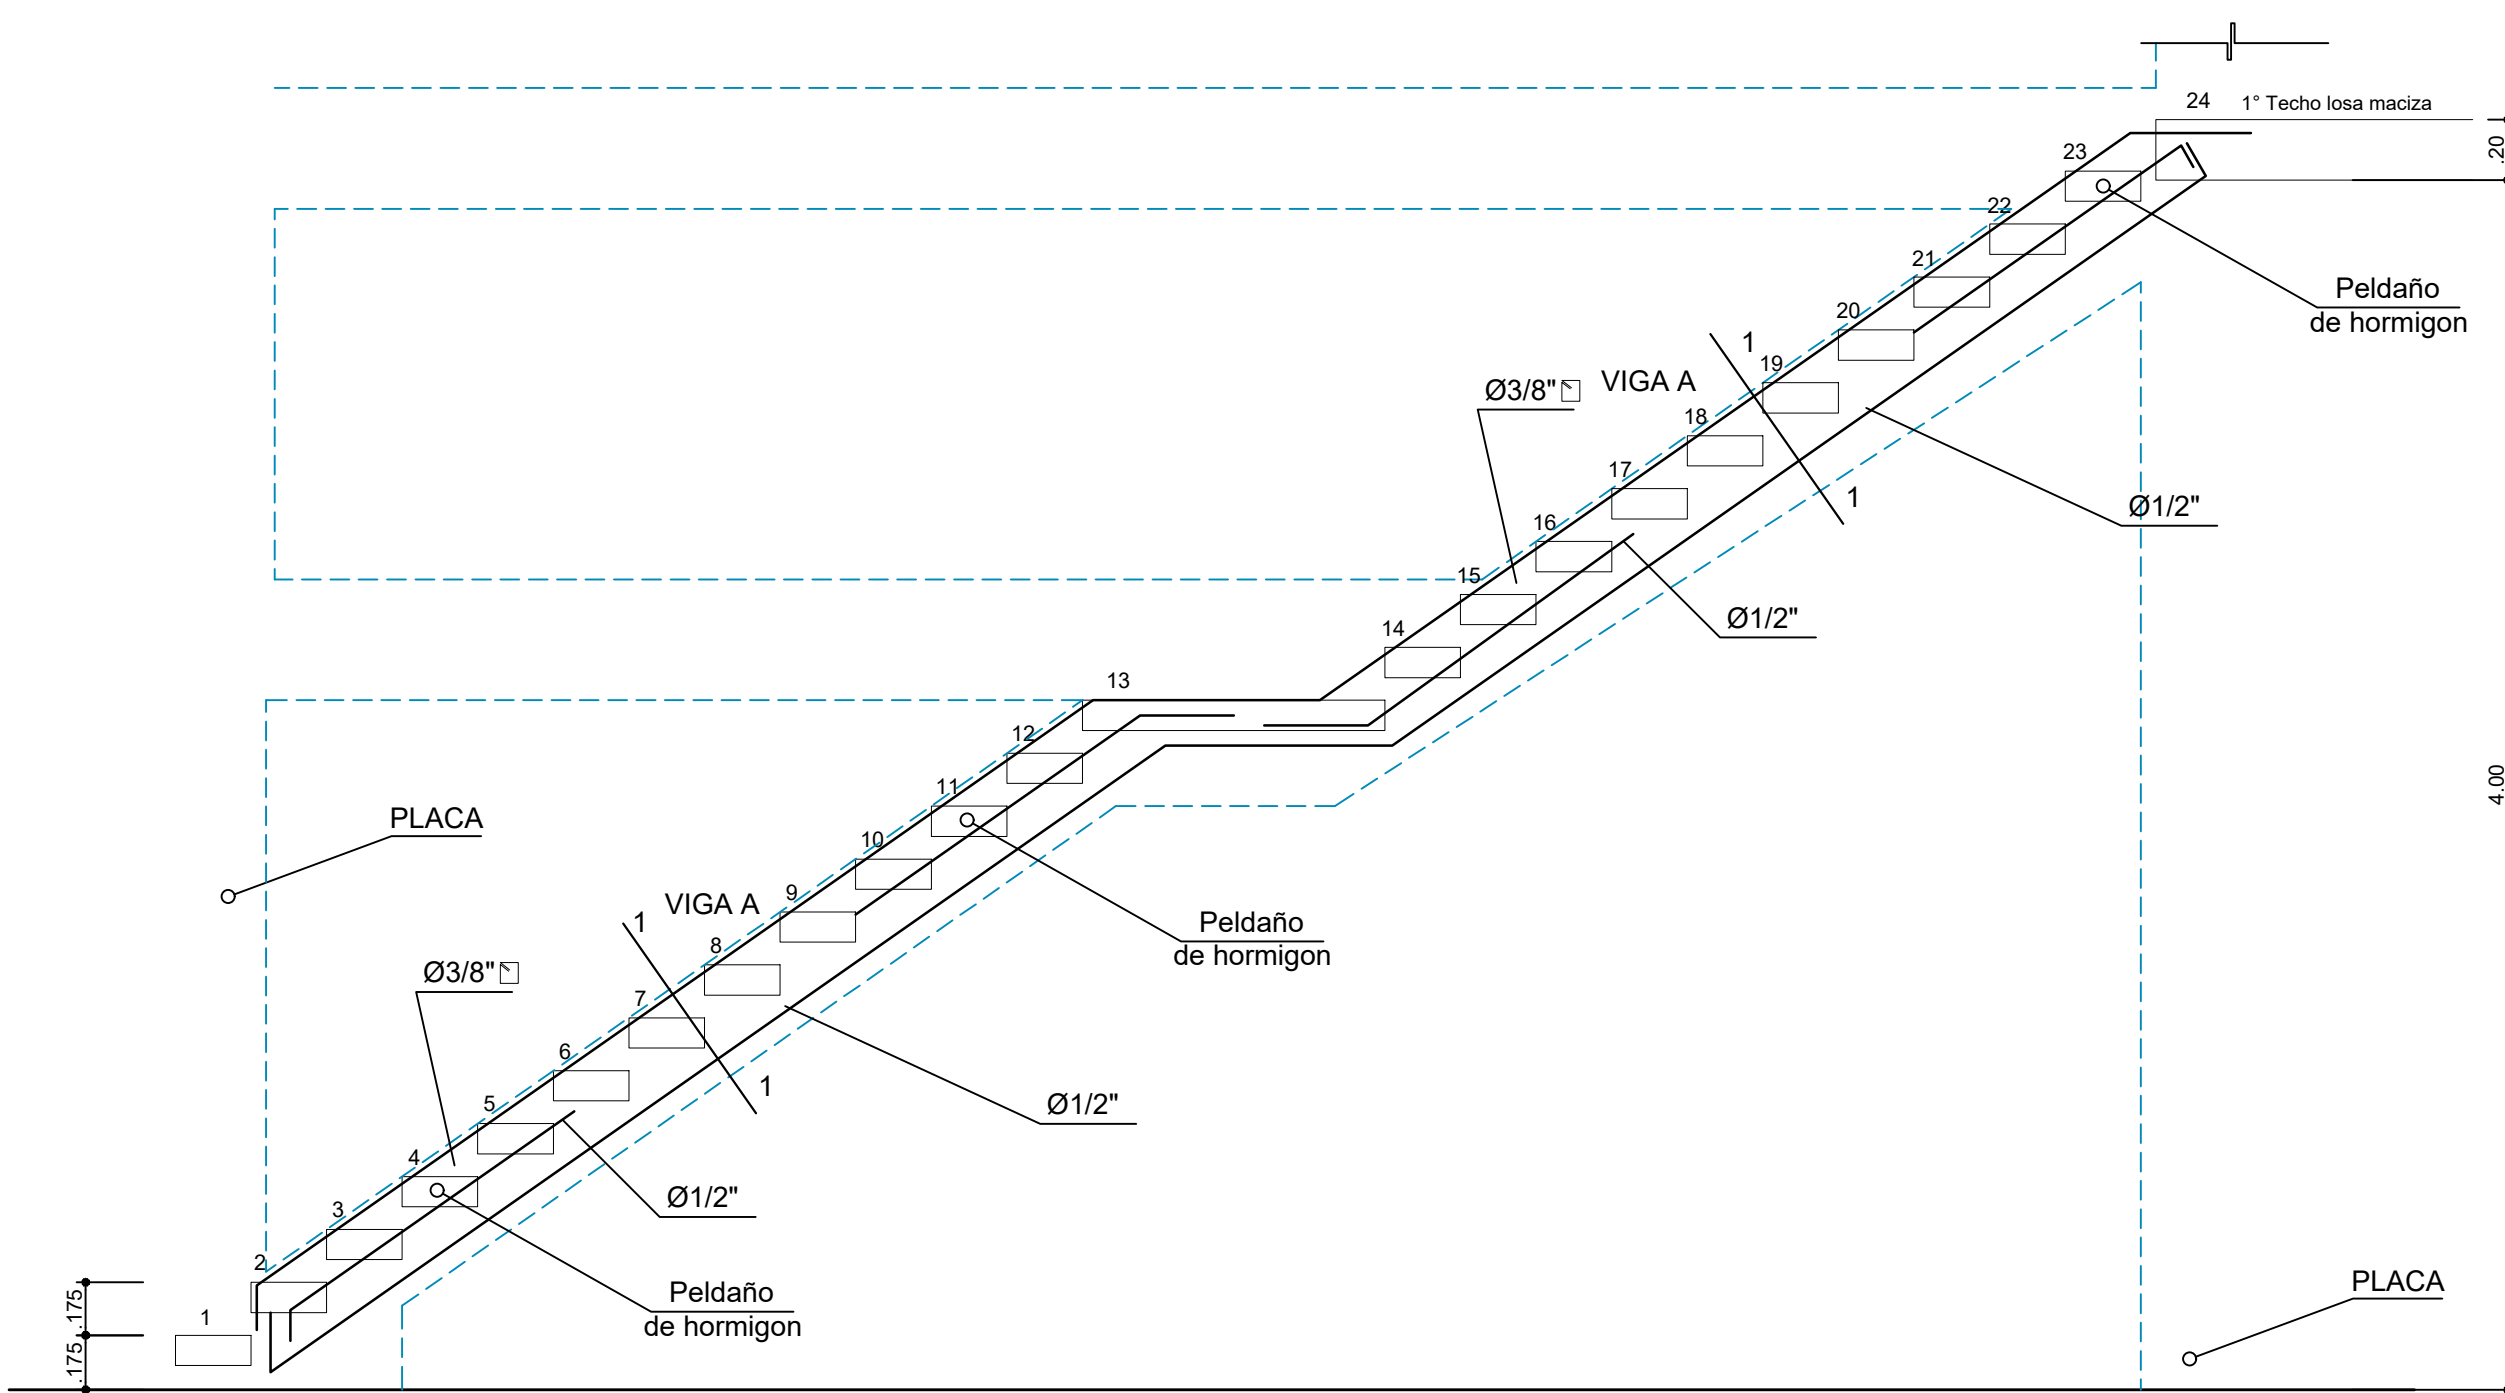 24
1° Techo losa maciza
.20
23
22
21
Peldaño
de hormigon
20
1
19
VIGA A
Ø3/8"
18
17
1
Ø1/2"
16
15
Ø1/2"
14
13
12
4.00
11
PLACA
10
9
VIGA A
1
Peldaño
de hormigon
8
Ø3/8"
7
6
1
Ø1/2"
5
4
Ø1/2"
3
2
PLACA
Peldaño
de hormigon
.175
1
.175